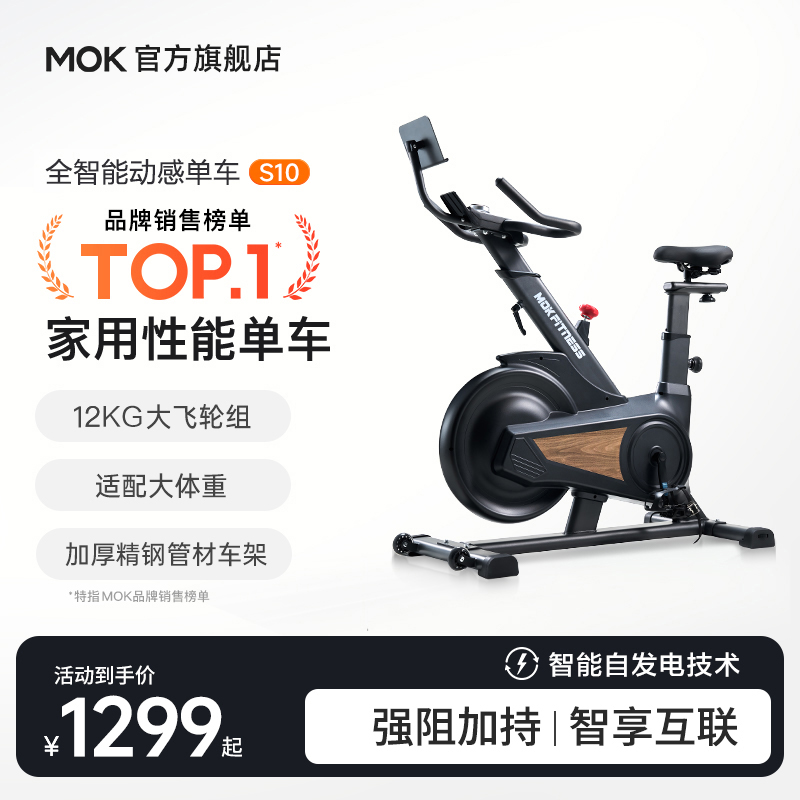 MOK 官方旗舰店
全智能动感单车 S10
品牌销售榜单
TOP.1*
家用性能单车
12KG大飞轮组
适配大体重
加厚精钢管材车架
*特指MOK品牌销售榜单
MOKFITNESS
活动到手价
¥1299起
智能自发电技术
强阻加持|智享互联